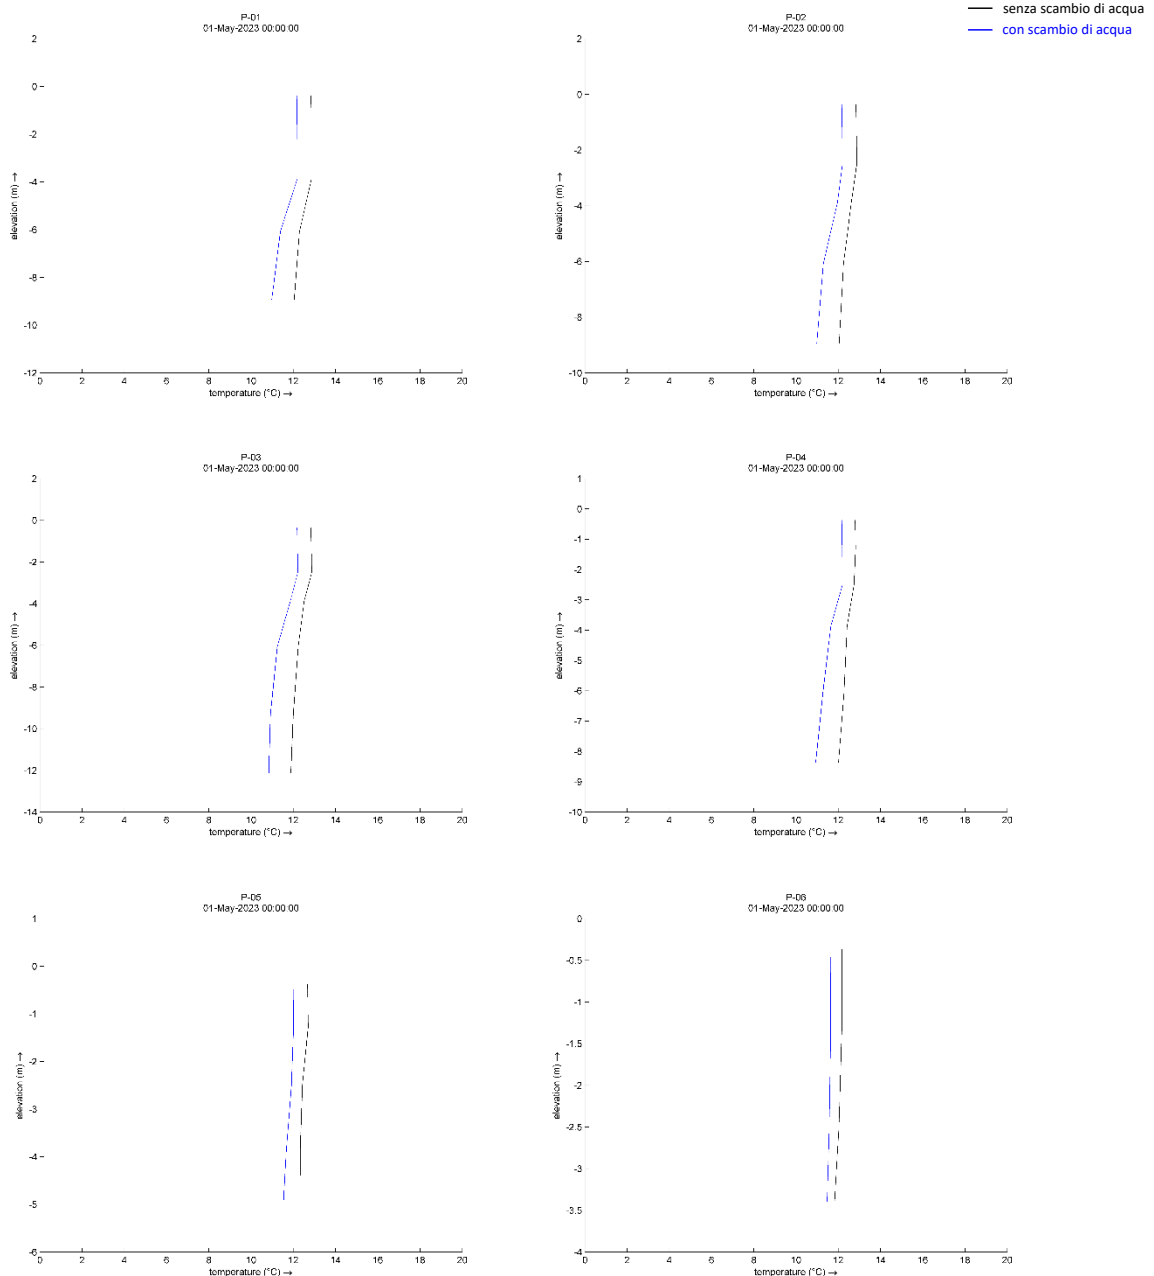 senza scambio di acqua
con scambio di acqua
P-01
01-May-2023 00:00:00
2
0
-2
-4
-6
-8
-10
-12
elevation (m) →
0 2 4 6 8 10 12 14 16 18 20
temperature (°C) →
P-02
01-May-2023 00:00:00
2
0
-2
-4
-6
-8
-10
elevation (m) →
0 2 4 6 8 10 12 14 16 18 20
temperature (°C) →
P-03
01-May-2023 00:00:00
2
0
-2
-4
-6
-8
-10
-12
-14
elevation (m) →
0 2 4 6 8 10 12 14 16 18 20
temperature (°C) →
P-04
01-May-2023 00:00:00
1
0
-1
-2
-3
-4
-5
-6
-7
-8
-9
-10
elevation (m) →
0 2 4 6 8 10 12 14 16 18 20
temperature (°C) →
P-05
01-May-2023 00:00:00
1
0
-1
-2
-3
-4
-5
-6
elevation (m) →
0 2 4 6 8 10 12 14 16 18 20
temperature (°C) →
P-06
01-May-2023 00:00:00
0
-0.5
-1
-1.5
-2
-2.5
-3
-3.5
-4
elevation (m) →
0 2 4 6 8 10 12 14 16 18 20
temperature (°C) →